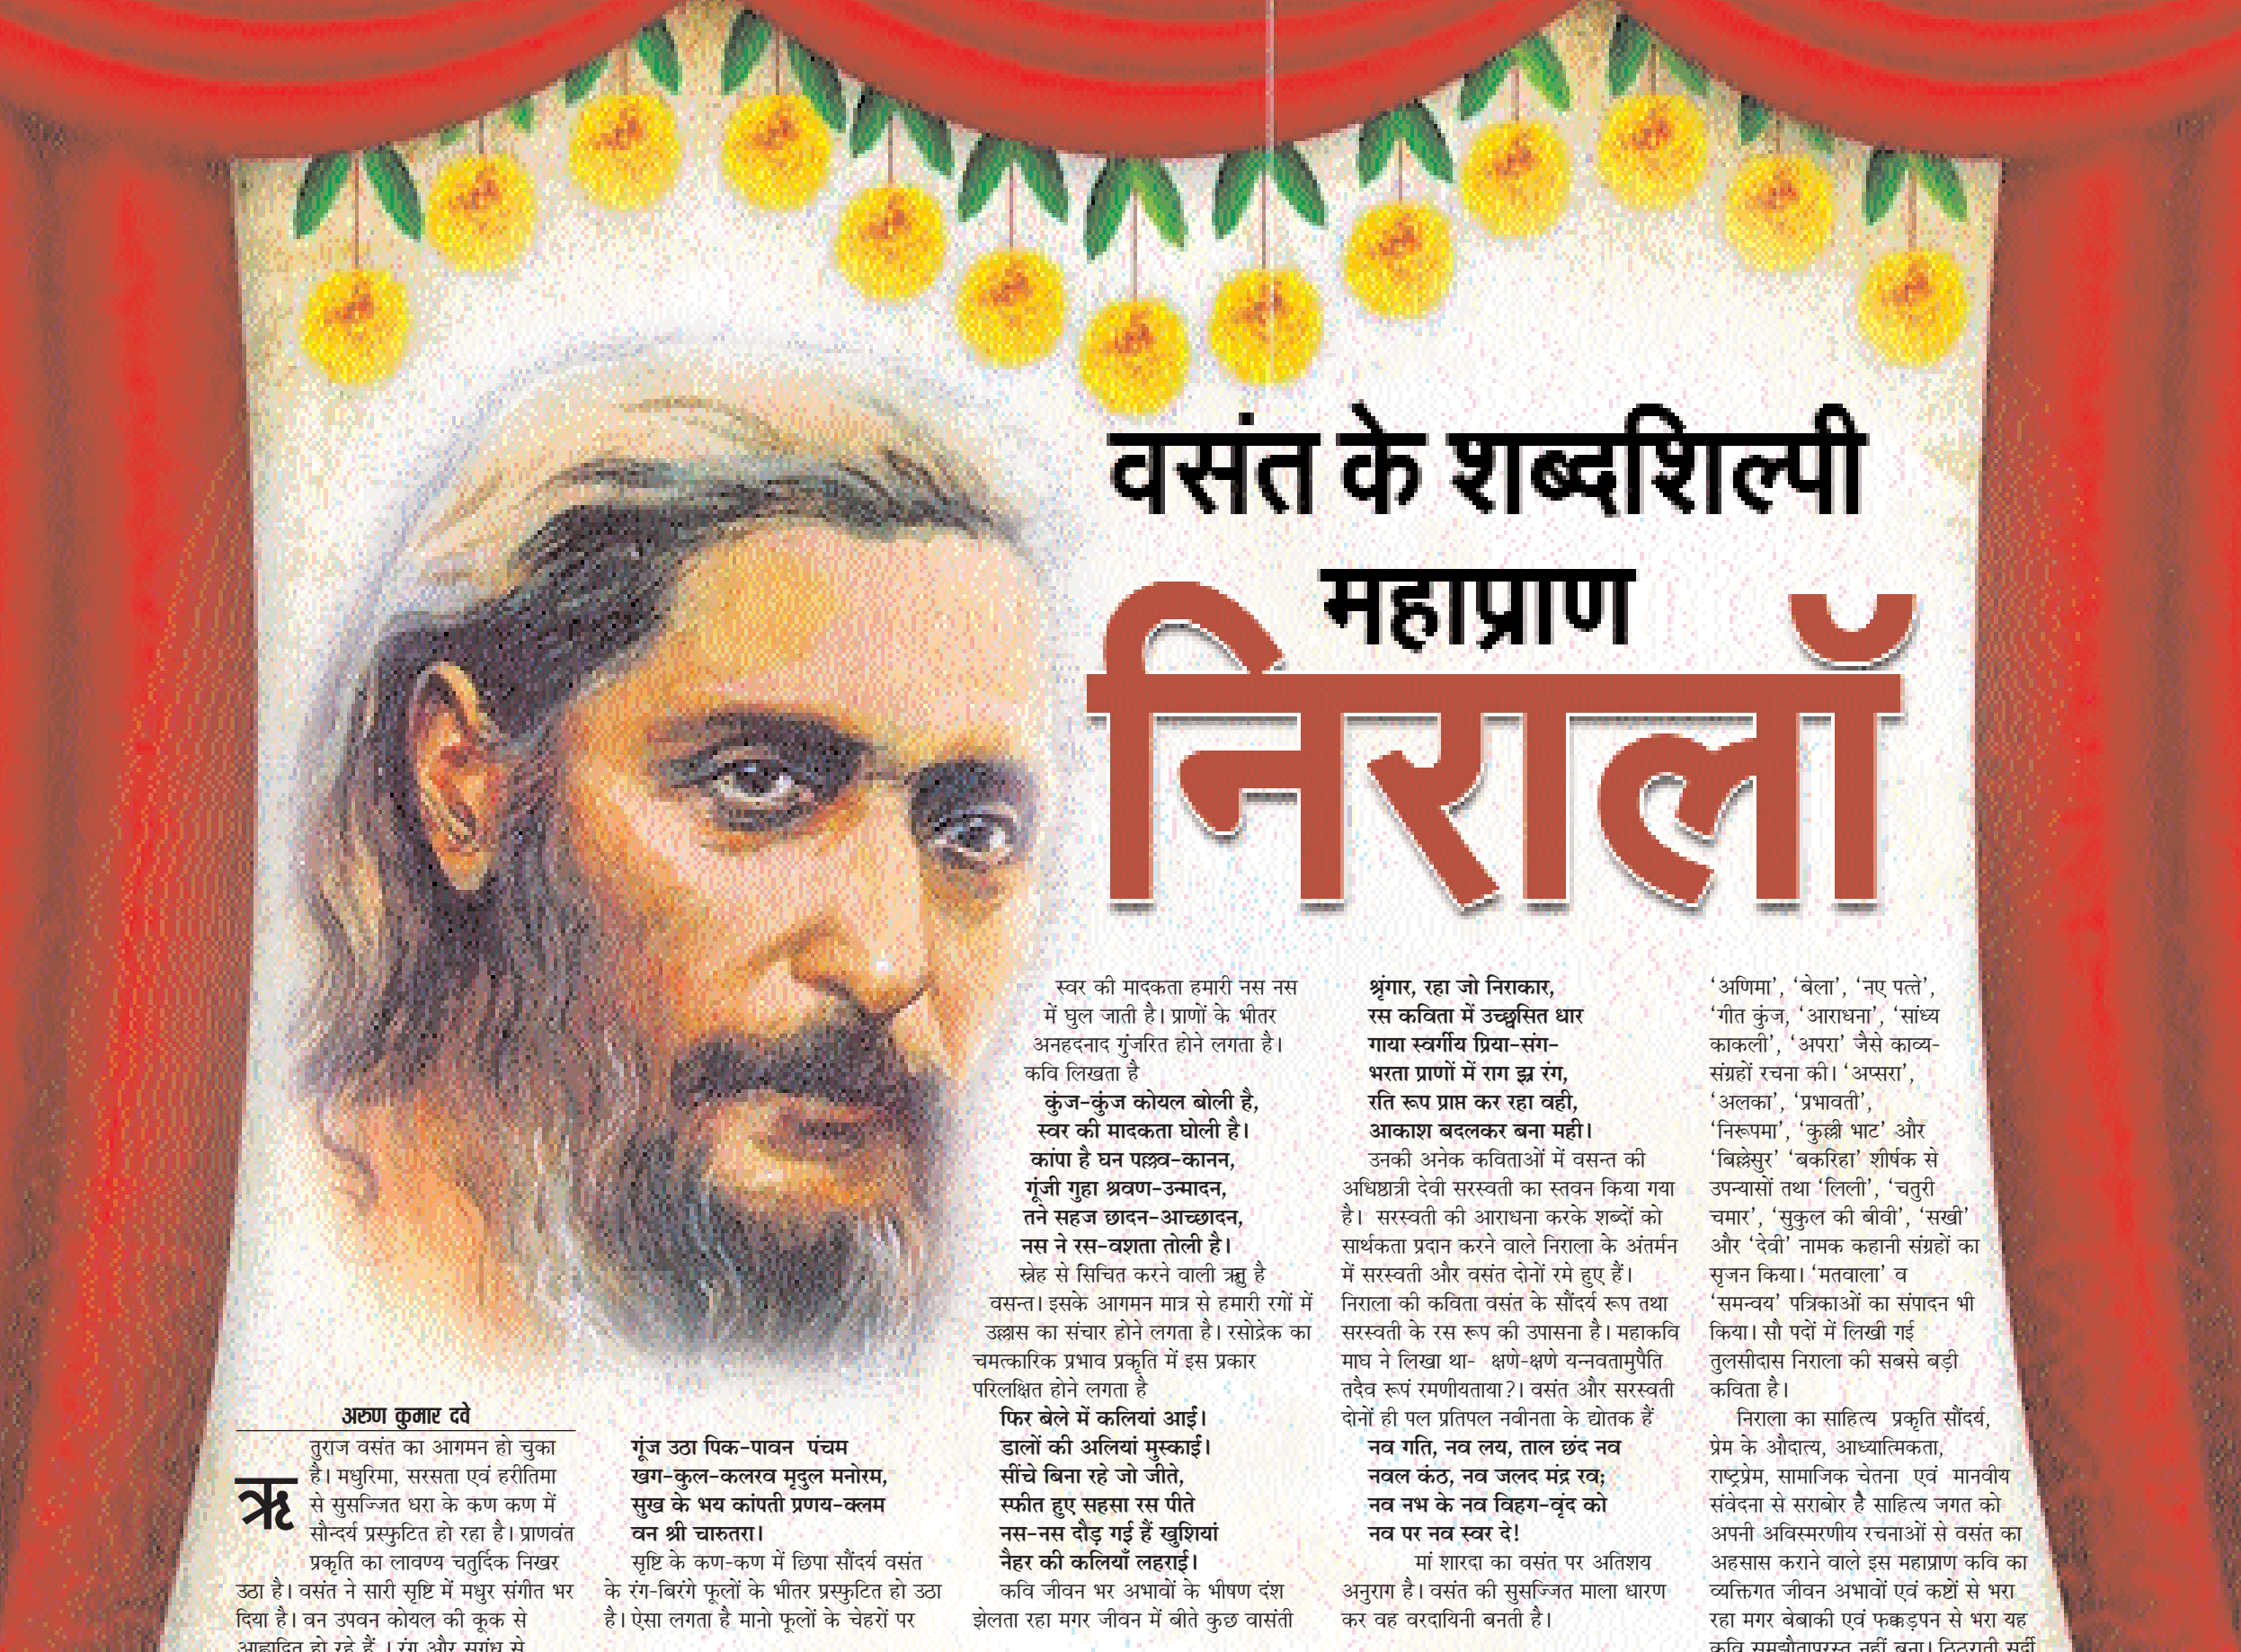 वसंत के शब्दशिल्पी
महाप्राण
निरालॉ
अरुण कुमार दवे
ऋ
तुराज वसंत का आगमन हो चुका
है। मधुरिमा, सरसता एवं हरीतिमा
से सुसज्जित धरा के कण कण में
सौन्दर्य प्रस्फुटित हो रहा है। प्राणवंत
प्रकृति का लावण्य चतुर्दिक निखर
उठा है। वसंत ने सारी सृष्टि में मधुर संगीत भर
दिया है। वन उपवन कोयल की कूक से
आह्लादित हो रहे हैं । रंग और सुगंध से
गूंज उठा पिक-पावन पंचम
खग-कुल-कलरव मृदुल मनोरम,
सुख के भय कांपती प्रणय-क्लम
वन श्री चारुतरा।
सृष्टि के कण-कण में छिपा सौंदर्य वसंत
के रंग-बिरंगे फूलों के भीतर प्रस्फुटित हो उठा
है। ऐसा लगता है मानो फूलों के चेहरों पर
स्वर की मादकता हमारी नस नस
में घुल जाती है। प्राणों के भीतर
अनहदनाद गुंजरित होने लगता है।
कवि लिखता है
कुंज-कुंज कोयल बोली है,
स्वर की मादकता घोली है।
कांपा है घन पल्लव-कानन,
गूंजी गुहा श्रवण-उन्मादन,
तने सहज छादन-आच्छादन,
नस ने रस-वशता तोली है।
स्नेह से सिंचित करने वाली ऋतु है
वसन्त। इसके आगमन मात्र से हमारी रगों में
उल्लास का संचार होने लगता है। रसोद्रेक का
चमत्कारिक प्रभाव प्रकृति में इस प्रकार
परिलक्षित होने लगता है
फिर बेले में कलियां आईं।
डालों की अलियां मुस्काईं।
सींचे बिना रहे जो जीते,
स्फीत हुए सहसा रस पीते
नस-नस दौड़ गई हैं खुशियां
नैहर की कलियाँ लहराई।
कवि जीवन भर अभावों के भीषण दंश
झेलता रहा मगर जीवन में बीते कुछ वासंती
श्रृंगार, रहा जो निराकार,
रस कविता में उच्छ्वसित धार
गाया स्वर्गीय प्रिया-संग-
भरता प्राणों में राग झ्र रंग,
रति रूप प्राप्त कर रहा वही,
आकाश बदलकर बना मही।
उनकी अनेक कविताओं में वसन्त की
अधिष्ठात्री देवी सरस्वती का स्तवन किया गया
है। सरस्वती की आराधना करके शब्दों को
सार्थकता प्रदान करने वाले निराला के अंतर्मन
में सरस्वती और वसंत दोनों रमे हुए हैं।
निराला की कविता वसंत के सौंदर्य रूप तथा
सरस्वती के रस रूप की उपासना है। महाकवि
माघ ने लिखा था- क्षणे-क्षणे यन्नवतामुपैति
तदैव रूपं रमणीयताया?। वसंत और सरस्वती
दोनों ही पल प्रतिपल नवीनता के द्योतक हैं
नव गति, नव लय, ताल छंद नव
नवल कंठ, नव जलद मंद्र रव;
नव नभ के नव विहग-वृंद को
नव पर नव स्वर दे!
मां शारदा का वसंत पर अतिशय
अनुराग है। वसंत की सुसज्जित माला धारण
कर वह वरदायिनी बनती है।
‘अणिमा’, ‘बेला’, ‘नए पत्ते’,
‘गीत कुंज, ‘आराधना’, ‘सांध्य
काकली’, ‘अपरा’ जैसे काव्य-
संग्रहों रचना की। ‘अप्सरा’,
‘अलका’, ‘प्रभावती’,
‘निरूपमा’, ‘कुल्ली भाट’ और
‘बिल्लेसुर’ ‘बकरिहा’ शीर्षक से
उपन्यासों तथा ‘लिली’, ‘चतुरी
चमार’, ‘सुकुल की बीवी’, ‘सखी’
और ‘देवी’ नामक कहानी संग्रहों का
सृजन किया। ‘मतवाला’ व
‘समन्वय’ पत्रिकाओं का संपादन भी
किया। सौ पदों में लिखी गई
तुलसीदास निराला की सबसे बड़ी
कविता है।
निराला का साहित्य प्रकृति सौंदर्य,
प्रेम के औदात्य, आध्यात्मिकता,
राष्ट्रप्रेम, सामाजिक चेतना एवं मानवीय
संवेदना से सराबोर है साहित्य जगत को
अपनी अविस्मरणीय रचनाओं से वसंत का
अहसास कराने वाले इस महाप्राण कवि का
व्यक्तिगत जीवन अभावों एवं कष्टों से भरा
रहा मगर बेबाकी एवं फक्कड़पन से भरा यह
कवि समझौतापरस्त नहीं बना। ठिठुराती सर्दी